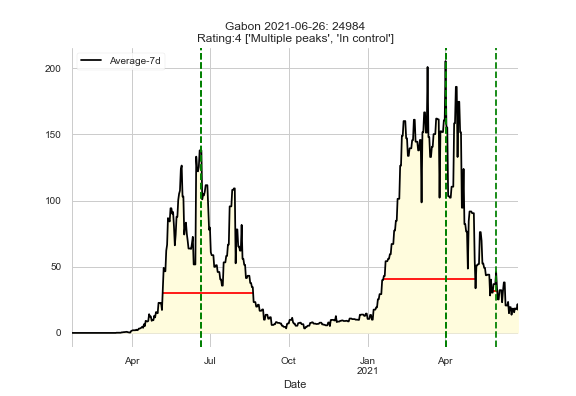 Gabon 2021-06-26: 24984
Rating:4 ['Multiple peaks', 'In control']
Average-7d
200
150
100
50
0
Apr
Jul
Oct
Jan
2021
Apr
Date